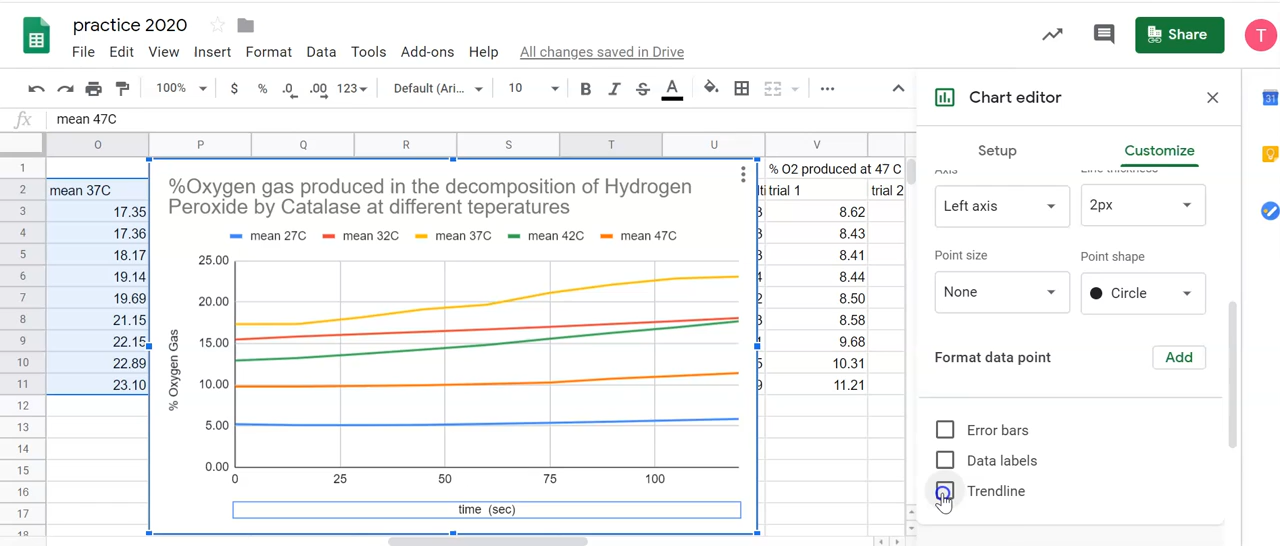 practice 2020
File Edit View Insert Format Data Tools Add-ons Help All changes saved in Drive
Share
T
100% $ % .0 .00 123 Default (Ari... 10 B I S A
fx mean 47C
Chart editor
Setup Customize
O P Q R S T U V
1 % O2 produced at 47 C
2 mean 37C trial 1 trial 2
3 17.35 8.62
4 17.36 8.43
5 18.17 8.41
6 19.14 8.44
7 19.69 8.50
8 21.15 8.58
9 22.15 9.68
10 22.89 10.31
11 23.10 11.21
12
13
14
15
16
17
18
%Oxygen gas produced in the decomposition of Hydrogen
Peroxide by Catalase at different teperatures
mean 27C mean 32C mean 37C mean 42C mean 47C
% Oxygen Gas
25.00
20.00
15.00
10.00
5.00
0.00
0 25 50 75 100
time (sec)
Axis Line thickness
Left axis 2px
Point size Point shape
None Circle
Format data point Add
Error bars
Data labels
Trendline
31